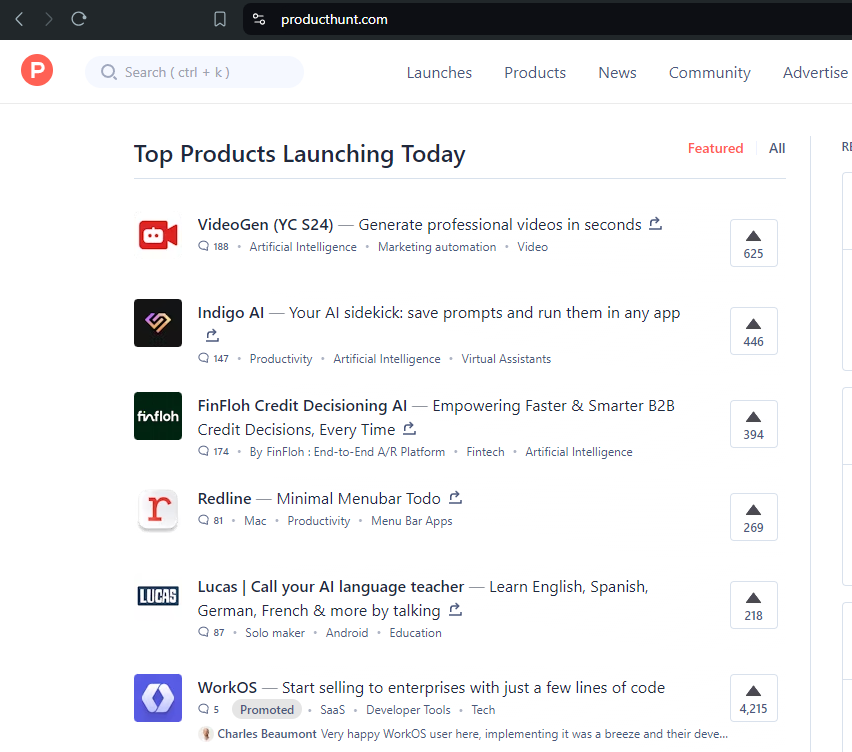 producthunt.com
P
Search ( ctrl + k )
Launches
Products
News
Community
Advertise
Top Products Launching Today
Featured
All
VideoGen (YC S24) — Generate professional videos in seconds
188 • Artificial Intelligence • Marketing automation • Video
625
Indigo AI — Your AI sidekick: save prompts and run them in any app
147 • Productivity • Artificial Intelligence • Virtual Assistants
446
finfloh
FinFloh Credit Decisioning AI — Empowering Faster & Smarter B2B
Credit Decisions, Every Time
174 • By FinFloh : End-to-End A/R Platform • Fintech • Artificial Intelligence
394
r
Redline — Minimal Menubar Todo
81 • Mac • Productivity • Menu Bar Apps
269
LUCAS
Lucas | Call your AI language teacher — Learn English, Spanish,
German, French & more by talking
87 • Solo maker • Android • Education
218
WorkOS — Start selling to enterprises with just a few lines of code
5 Promoted • SaaS • Developer Tools • Tech
4,215
Charles Beaumont Very happy WorkOS user here, implementing it was a breeze and their deve...